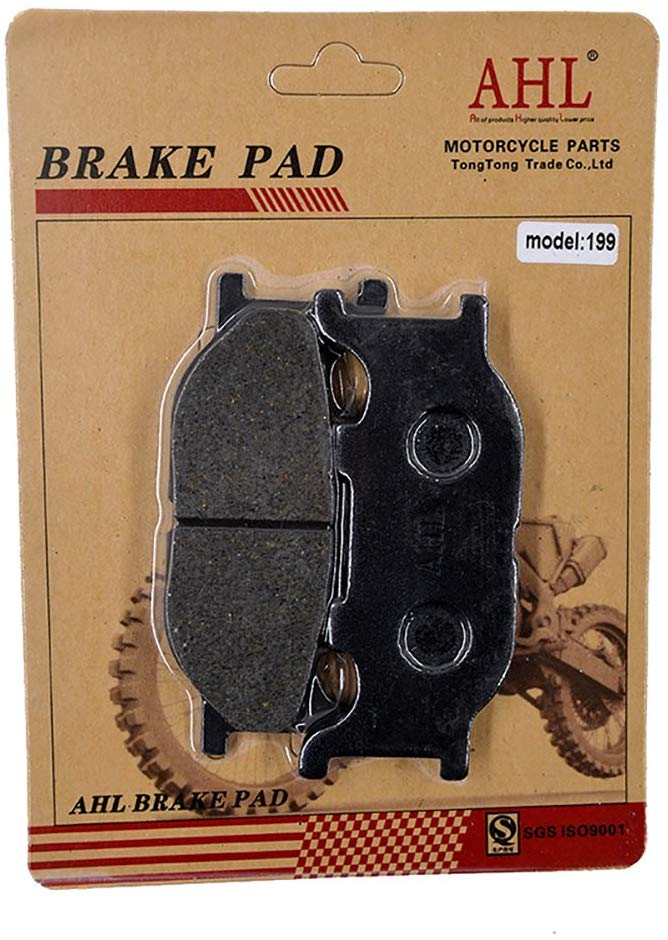 AHL®
All of products Higher quality Lower price
BRAKE PAD
MOTORCYCLE PARTS
TongTong Trade Co.,Ltd
model:199
AHL
AHL BRAKE PAD
SGS ISO9001